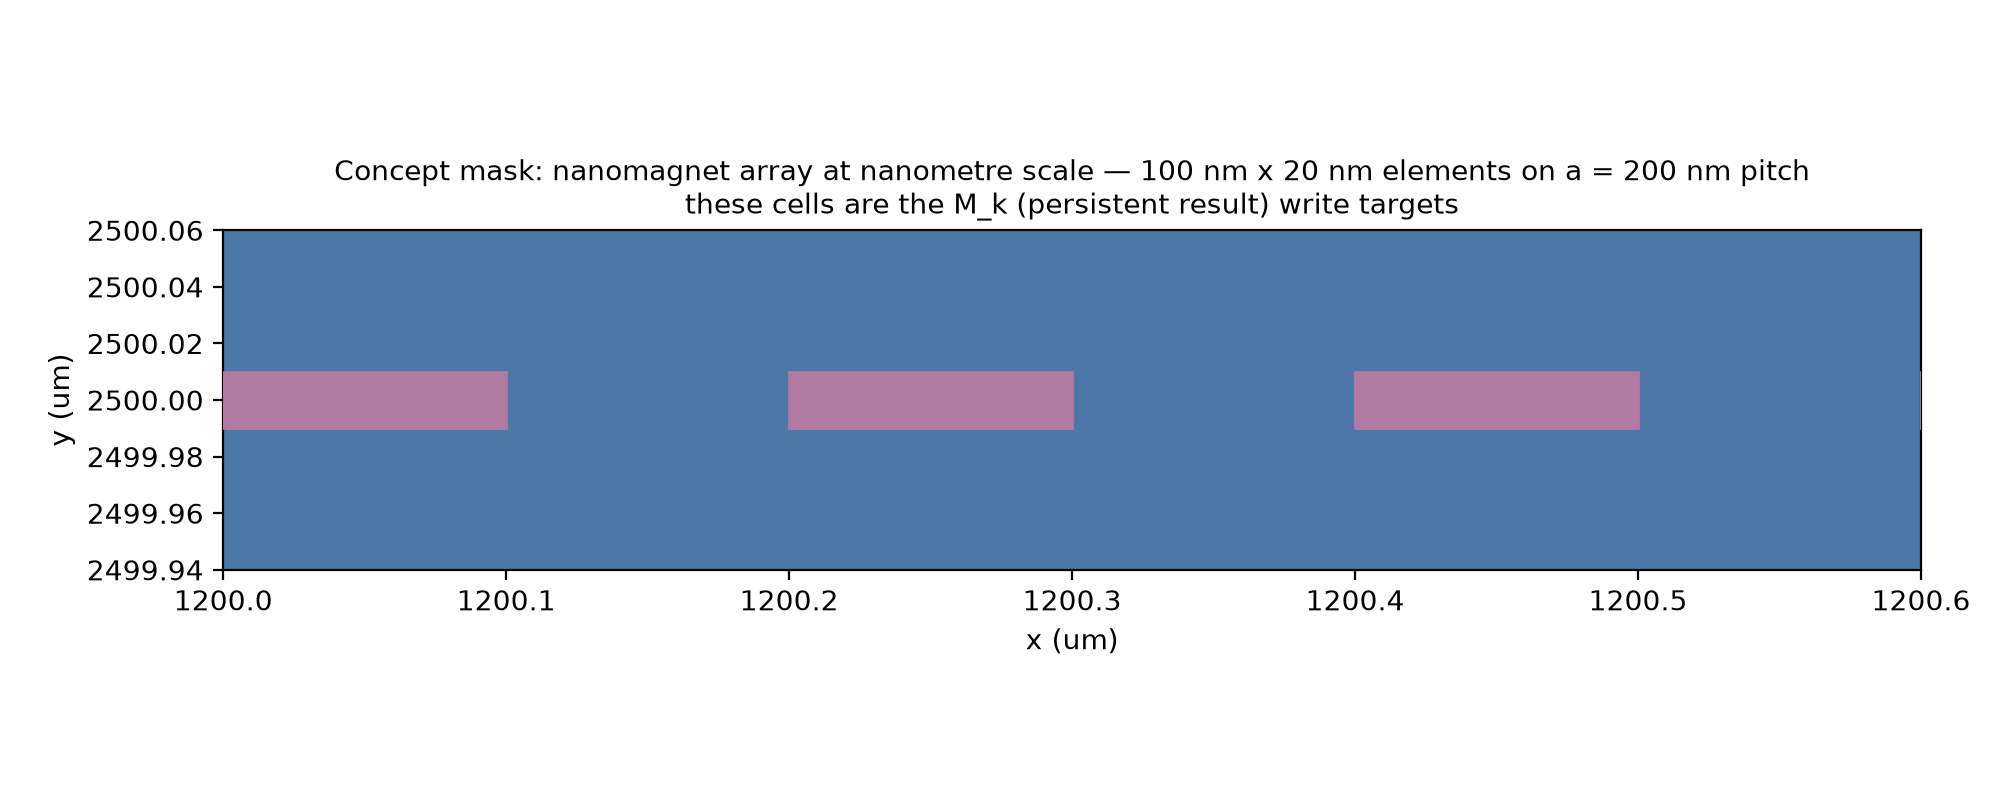 Concept mask: nanomagnet array at nanometre scale — 100 nm x 20 nm elements on a = 200 nm pitch
these cells are the M_k (persistent result) write targets
2500.06
2500.04
2500.02
2500.00
2499.98
2499.96
2499.94
y (um)
1200.0 1200.1 1200.2 1200.3 1200.4 1200.5 1200.6
x (um)